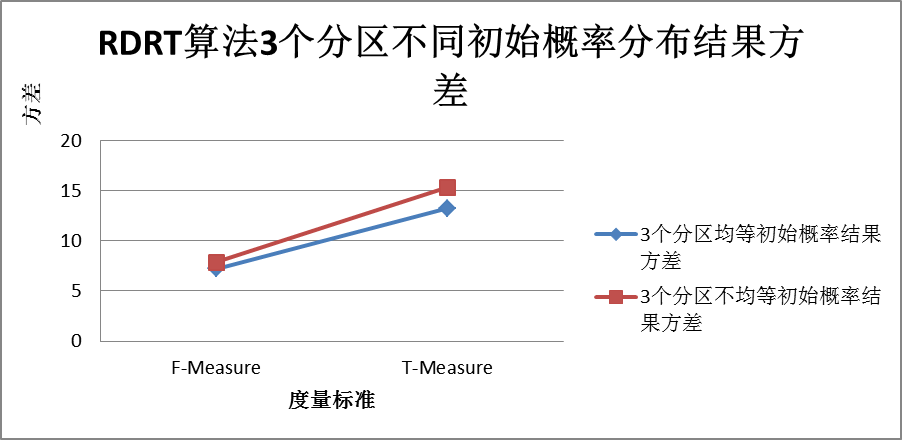 RDRT算法3个分区不同初始概率分布结果方
差
方差
20
15
10
5
0
F-Measure
T-Measure
度量标准
3个分区均等初始概率结果
方差
3个分区不均等初始概率结
果方差